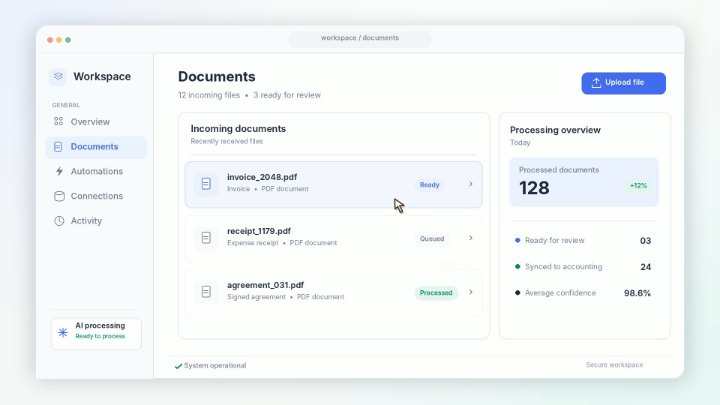 workspace / documents
Workspace
GENERAL
Overview
Documents
Automations
Connections
Activity
AI processing
Ready to process
Documents
12 incoming files • 3 ready for review
Upload file
Incoming documents
Recently received files
invoice_2048.pdf
Invoice • PDF document
Ready
receipt_1179.pdf
Expense receipt • PDF document
Queued
agreement_031.pdf
Signed agreement • PDF document
Processed
Processing overview
Today
Processed documents
128
+12%
Ready for review 03
Synced to accounting 24
Average confidence 98.6%
System operational
Secure workspace